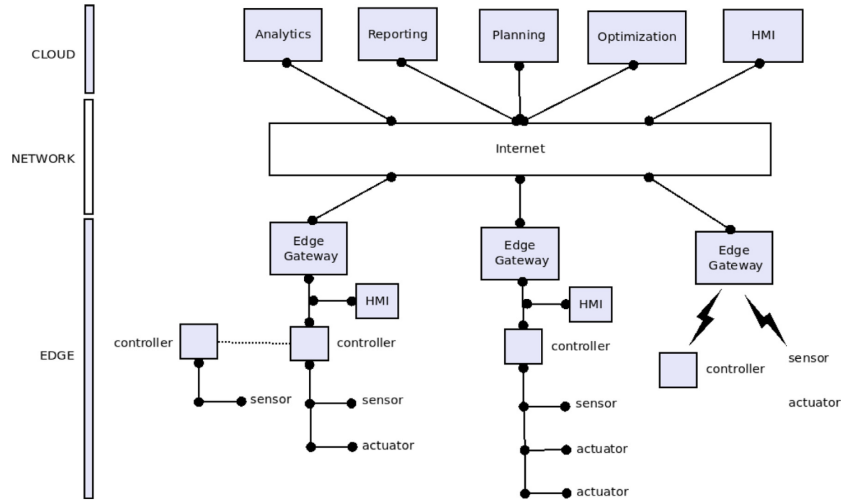 CLOUD
Analytics
Reporting
Planning
Optimization
HMI
NETWORK
Internet
EDGE
Edge
Gateway
HMI
controller
controller
sensor
sensor
actuator
Edge
Gateway
HMI
controller
sensor
actuator
actuator
Edge
Gateway
controller
sensor
actuator